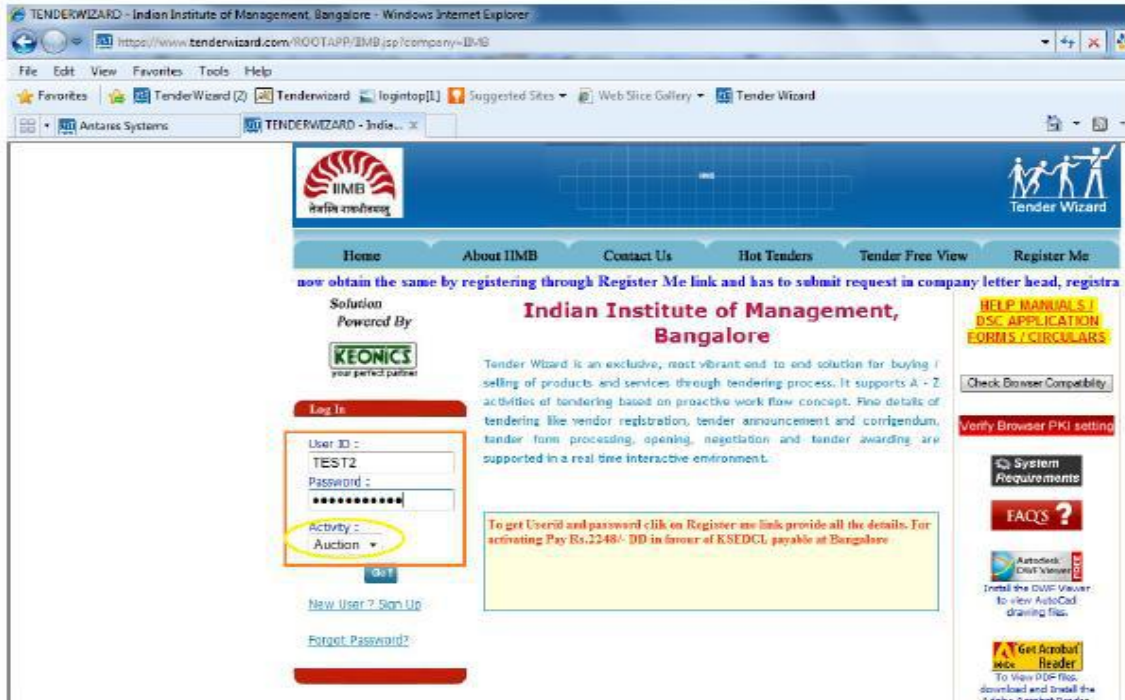 TENDERWIZARD - Indian Institute of Management, Bangalore - Windows Internet Explorer
https://www.tenderwizard.com/ROOTAPP/IIMB.jsp?company=IIMB
File Edit View Favorites Tools Help
Favorites TenderWizard (2) Tenderwizard logintop[1] Suggested Sites Web Slice Gallery Tender Wizard
Antares Systems TENDERWIZARD - India... x
IIMB
तेजस्वि नावधीतमस्तु
IIMB
Tender Wizard
Home About IIMB Contact Us Hot Tenders Tender Free View Register Me
now obtain the same by registering through Register Me link and has to submit request in company letter head, registra
Solution
Powered By
KEONICS
your perfect partner
Log In
User ID :
TEST2
Password :
Activity :
Auction
Go !
New User ? Sign Up
Forgot Password?
Indian Institute of Management,
Bangalore
Tender Wizard is an exclusive, most vibrant end to end solution for buying /
selling of products and services through tendering process. It supports A - Z
activities of tendering based on proactive work flow concept. Fine details of
tendering like vendor registration, tender announcement and corrigendum,
tender form processing, opening, negotiation and tender awarding are
supported in a real time interactive environment.
To get Userid and password clik on Register me link provide all the details. For
activating Pay Rs.2248/- DD in favour of KSEDCL payable at Bangalore
HELP MANUALS /
DSC APPLICATION
FORMS / CIRCULARS
Check Browser Compatibility
Verify Browser PKI setting
System
Requirements
FAQ'S ?
Autodesk
DWF Viewer
FREE
Install the DWF Viewer
to view AutoCad
drawing files.
Get Acrobat
Reader
To View PDF files,
download and Install the
Adobe Acrobat Reader